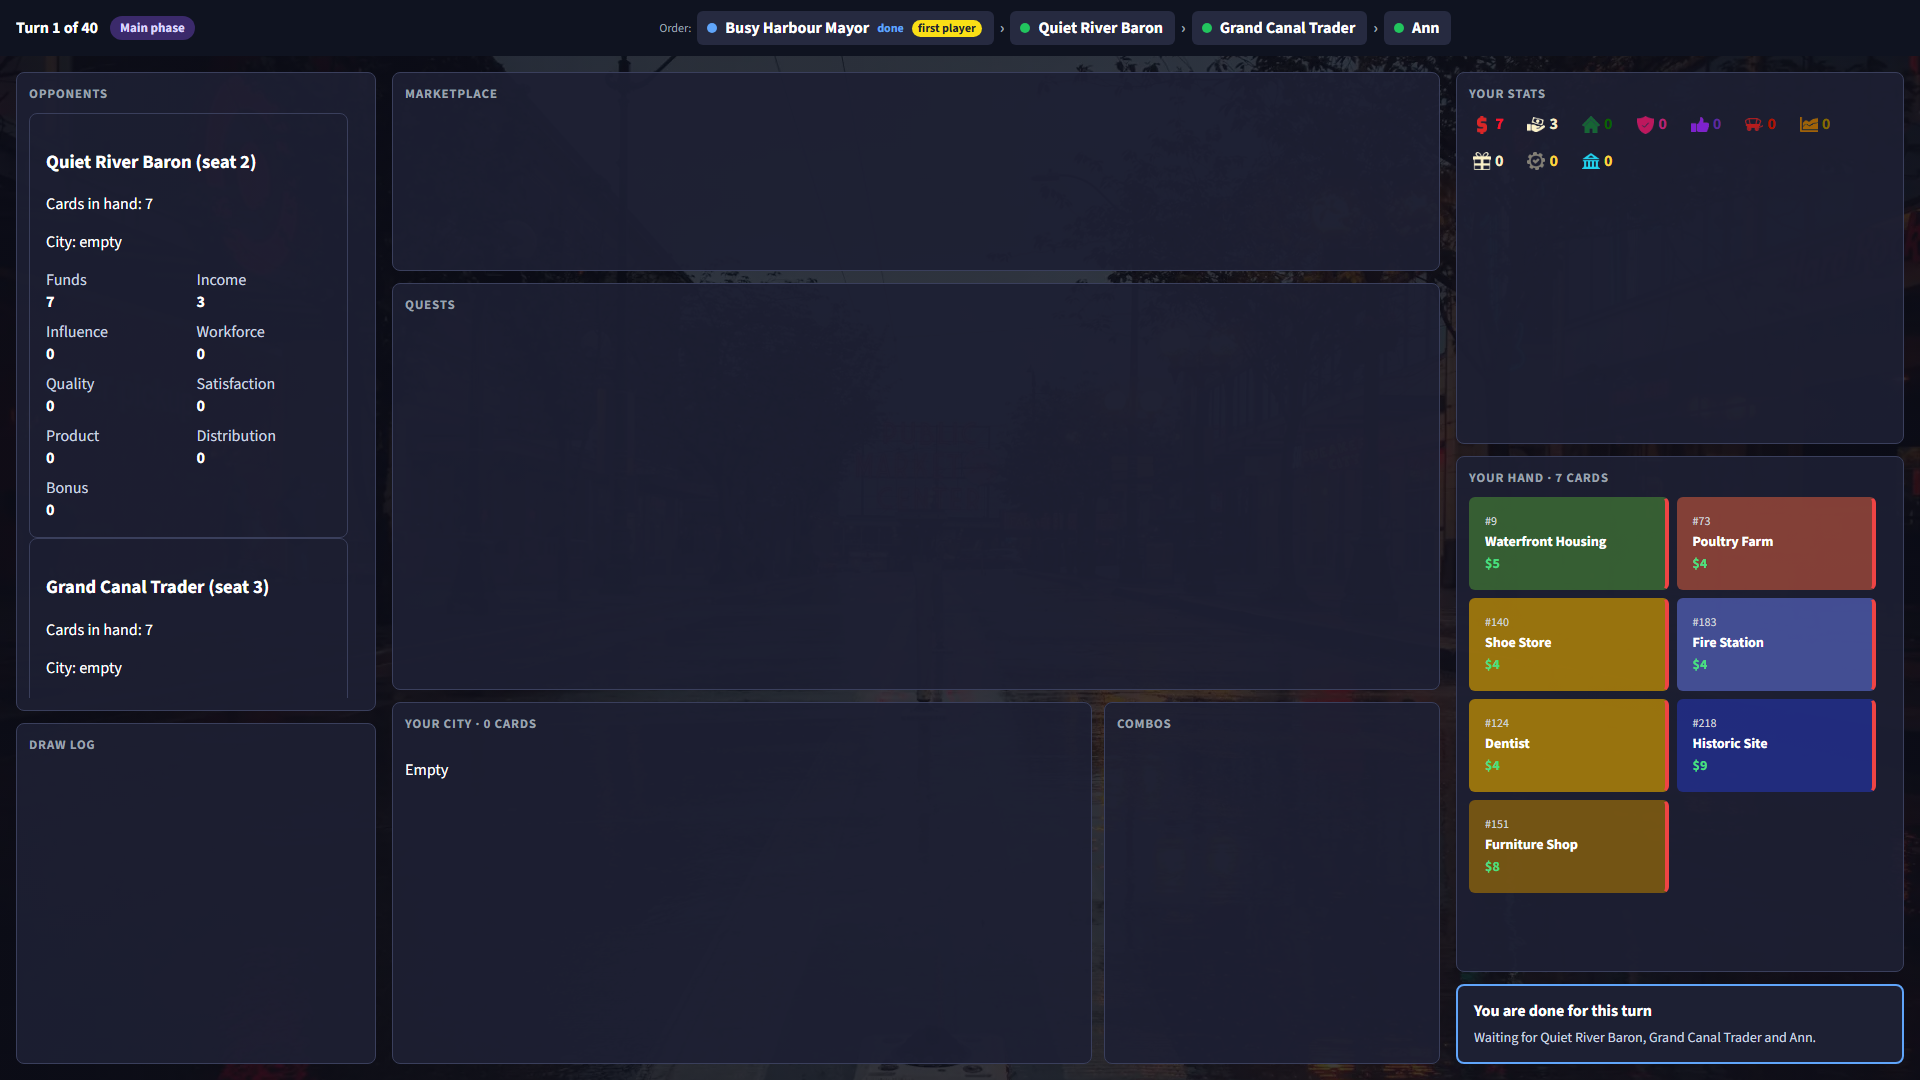 Turn 1 of 40
Main phase
Order:
Busy Harbour Mayor done first player › Quiet River Baron › Grand Canal Trader › Ann
OPPONENTS
Quiet River Baron (seat 2)
Cards in hand: 7
City: empty
Funds Income
7 3
Influence Workforce
0 0
Quality Satisfaction
0 0
Product Distribution
0 0
Bonus
0
Grand Canal Trader (seat 3)
Cards in hand: 7
City: empty
DRAW LOG
MARKETPLACE
QUESTS
YOUR CITY · 0 CARDS
Empty
COMBOS
YOUR STATS
7 3 0 0 0 0 0
0 0 0
YOUR HAND · 7 CARDS
#9
Waterfront Housing
$5
#73
Poultry Farm
$4
#140
Shoe Store
$4
#183
Fire Station
$4
#124
Dentist
$4
#218
Historic Site
$9
#151
Furniture Shop
$8
You are done for this turn
Waiting for Quiet River Baron, Grand Canal Trader and Ann.